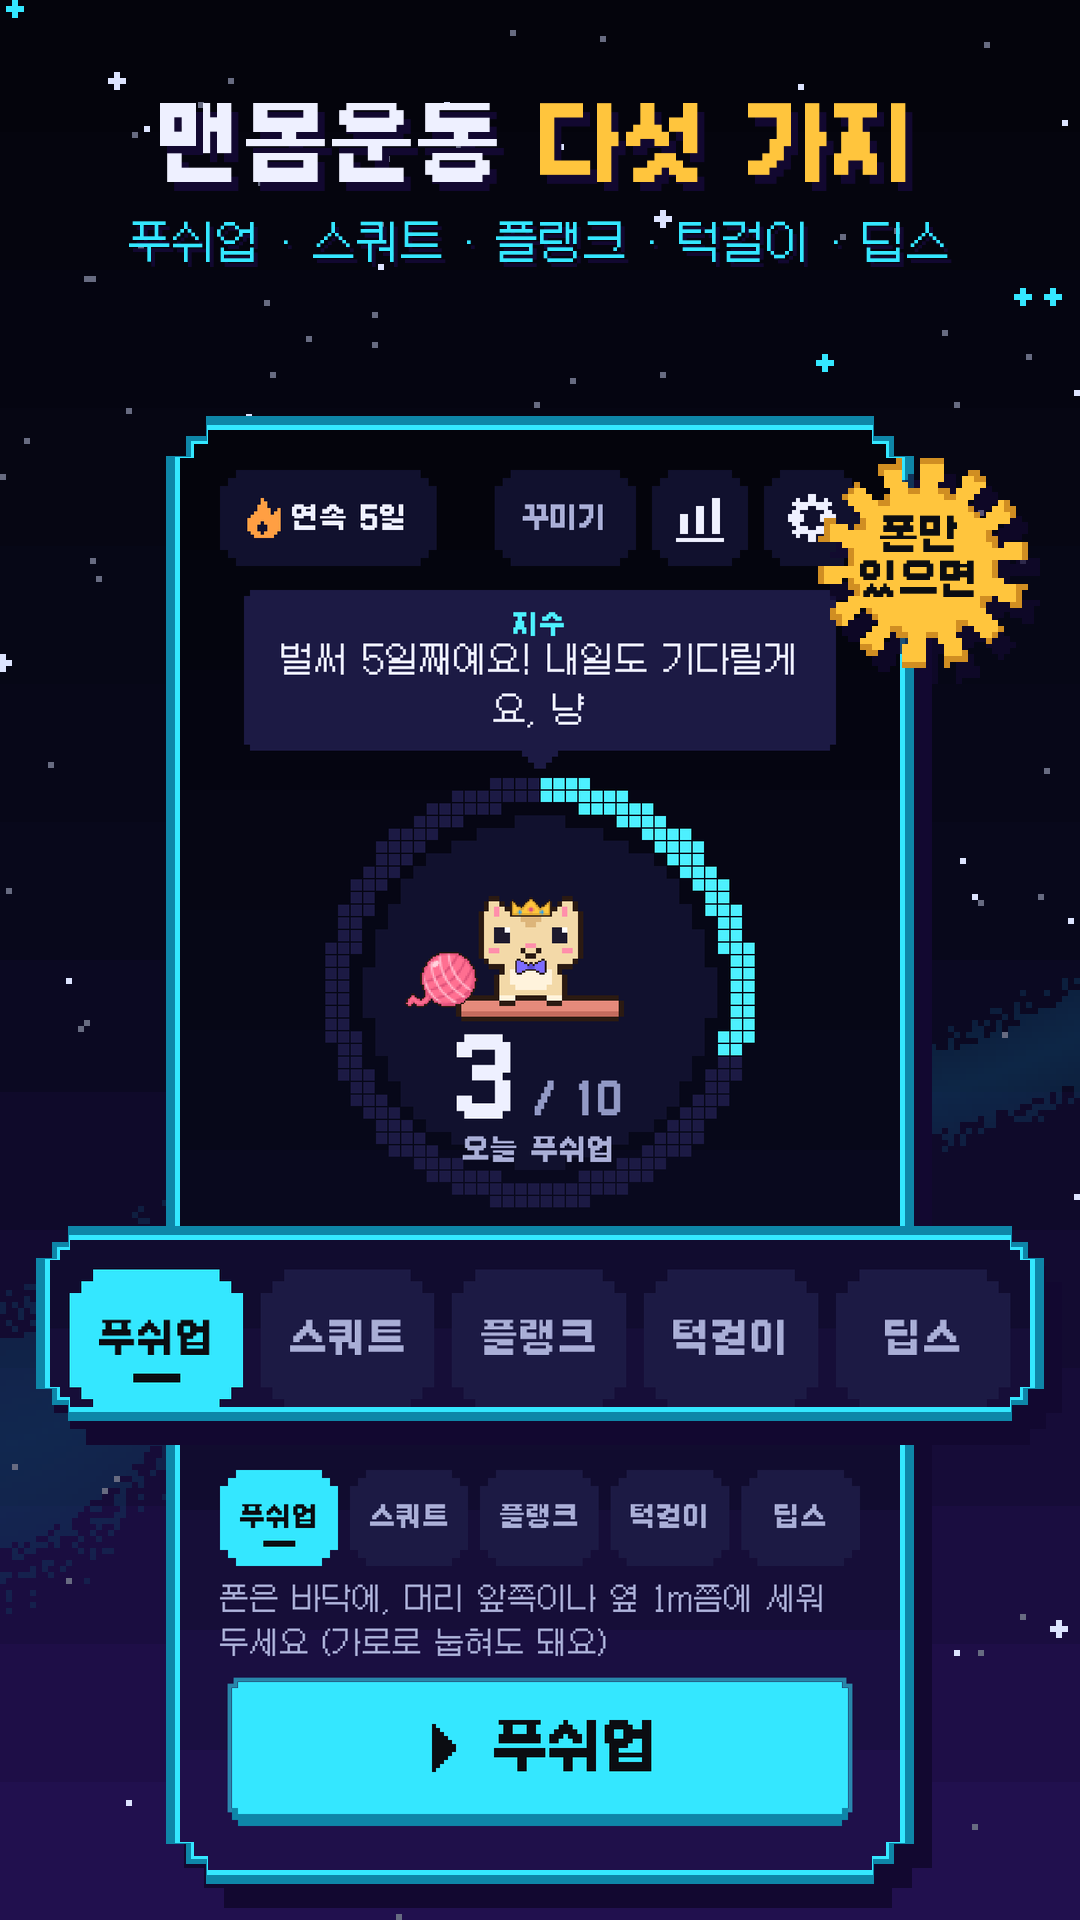 맨몸운동 다섯 가지
푸쉬업 · 스쿼트 · 플랭크 · 턱걸이 · 딥스
연속 5일
꾸미기
몸만
있으면
지수
벌써 5일째예요! 내일도 기다릴게
요, 냥
3 / 10
오늘 푸쉬업
푸쉬업 스쿼트 플랭크 턱걸이 딥스
푸쉬업 스쿼트 플랭크 턱걸이 딥스
폰은 바닥에, 머리 앞쪽이나 옆 1m쯤에 세워
두세요 (가로로 눕혀도 돼요)
푸쉬업